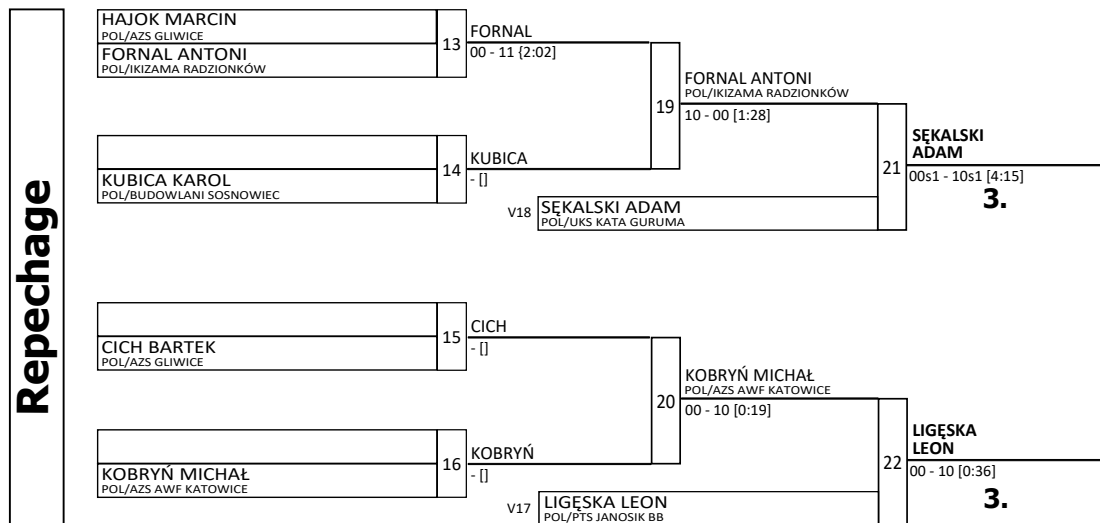 Repechage
HAJOK MARCIN
POL/AZS GLIWICE
FORNAL ANTONI
POL/IKIZAMA RADZIONKÓW
13
FORNAL
00 - 11 {2:02}
KUBICA KAROL
POL/BUDOWLANI SOSNOWIEC
14
KUBICA
- []
19
FORNAL ANTONI
POL/IKIZAMA RADZIONKÓW
10 - 00 [1:28]
V18
SĘKALSKI ADAM
POL/UKS KATA GURUMA
21
SĘKALSKI
ADAM
00s1 - 10s1 [4:15]
3.
CICH BARTEK
POL/AZS GLIWICE
15
CICH
- []
KOBRYŃ MICHAŁ
POL/AZS AWF KATOWICE
16
KOBRYŃ
- []
20
KOBRYŃ MICHAŁ
POL/AZS AWF KATOWICE
00 - 10 [0:19]
V17
LIGĘSKA LEON
POL/PTS JANOSIK BB
22
LIGĘSKA
LEON
00 - 10 [0:36]
3.